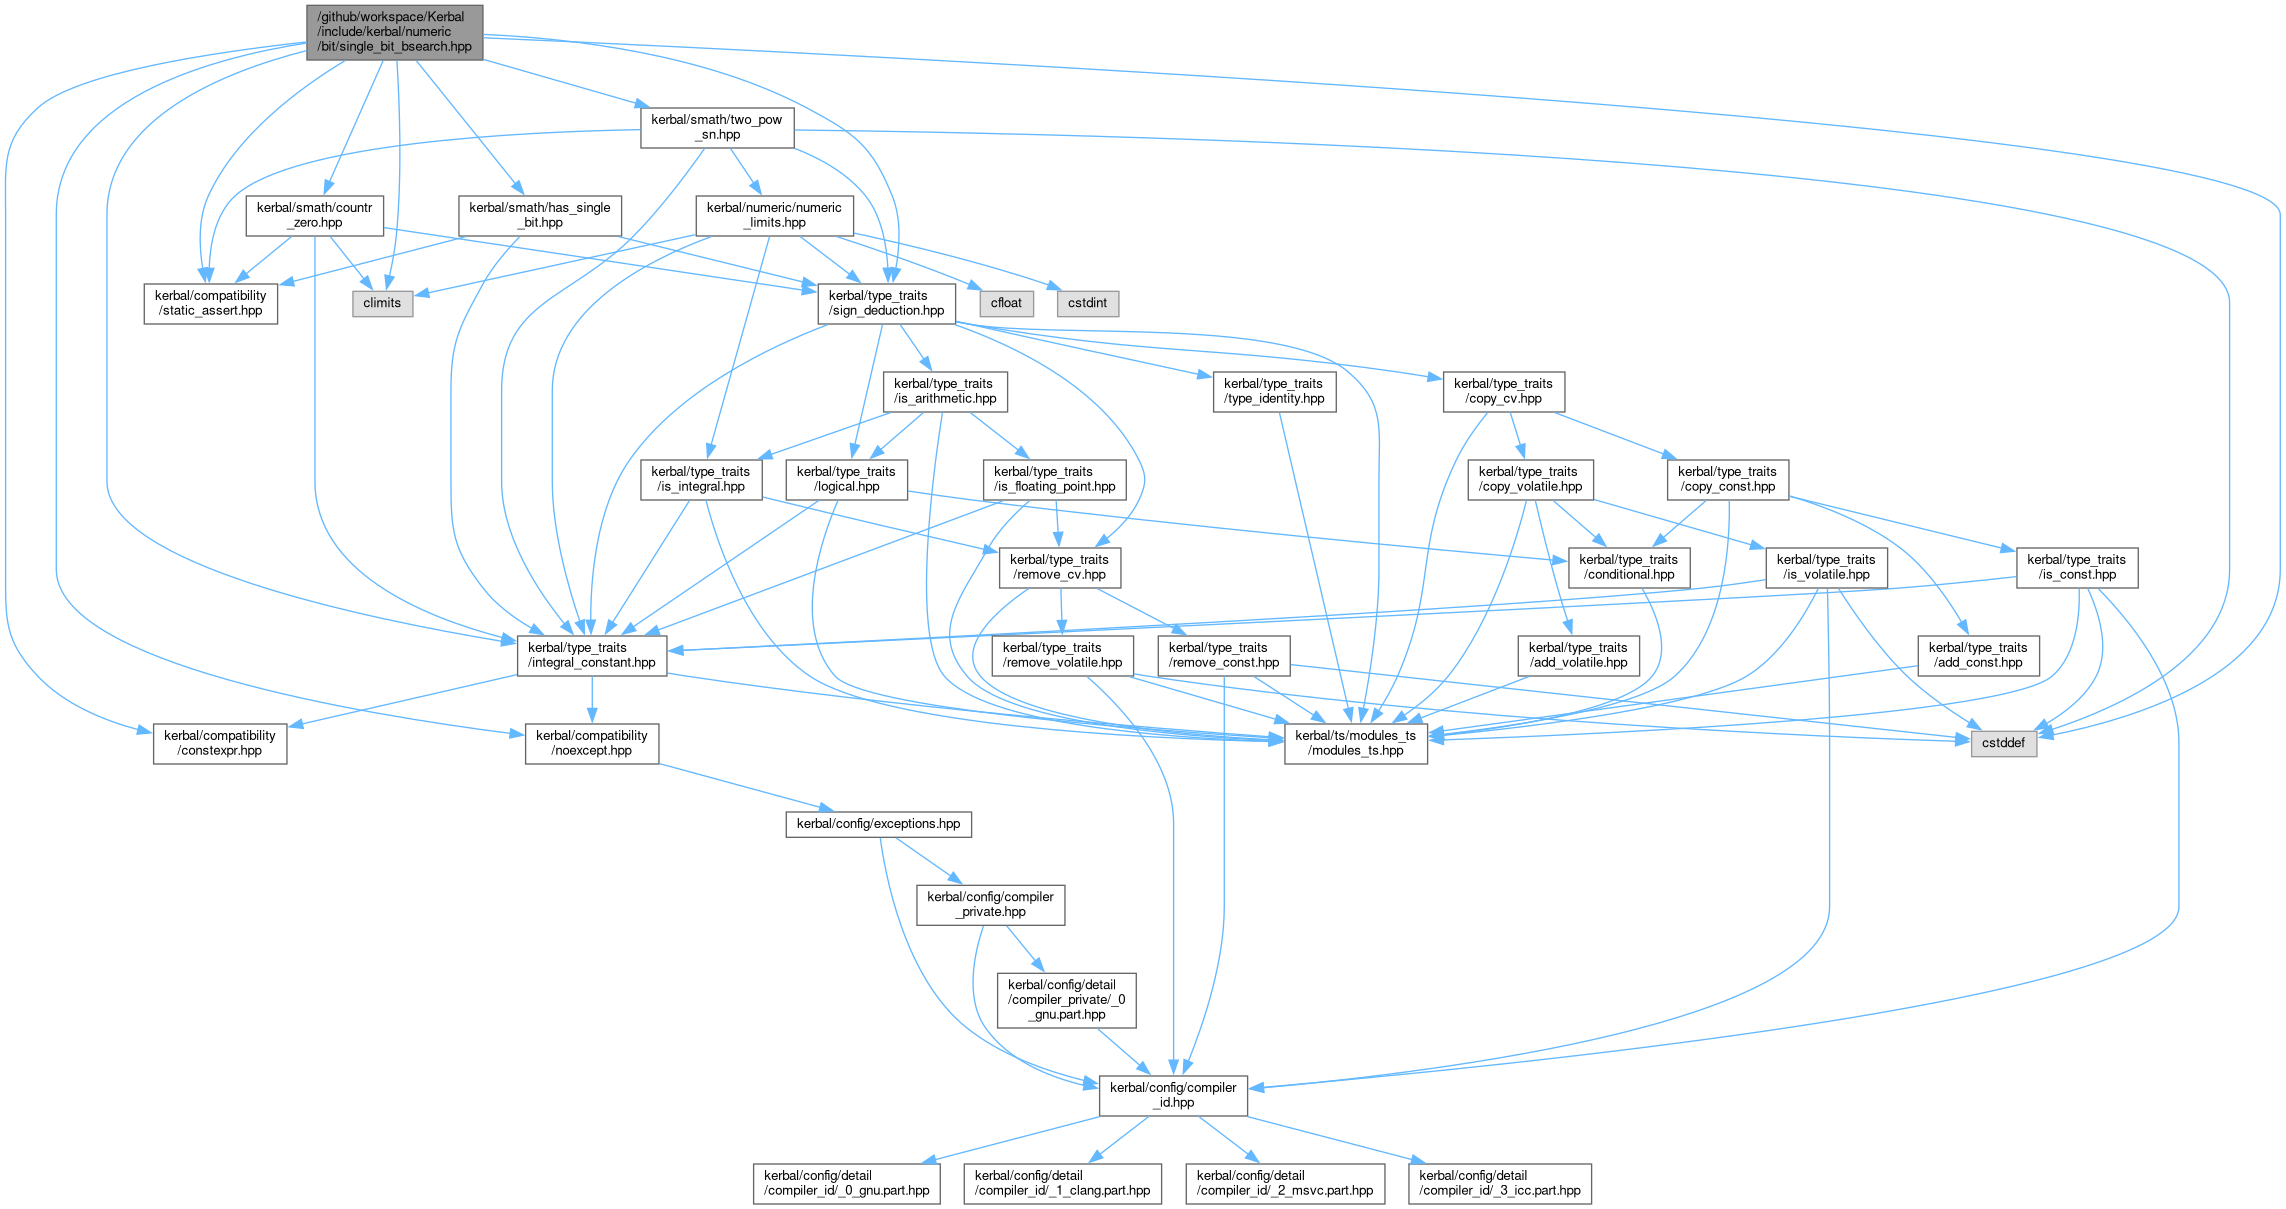 /github/workspace/Kerbal
/include/kerbal/numeric
/bit/single_bit_bsearch.hpp
kerbal/smath/two_pow
_sn.hpp
kerbal/smath/countr
_zero.hpp
kerbal/smath/has_single
_bit.hpp
kerbal/numeric/numeric
_limits.hpp
kerbal/compatibility
/static_assert.hpp
climits
kerbal/type_traits
/sign_deduction.hpp
cfloat
cstdint
kerbal/type_traits
/is_arithmetic.hpp
kerbal/type_traits
/type_identity.hpp
kerbal/type_traits
/copy_cv.hpp
kerbal/type_traits
/is_integral.hpp
kerbal/type_traits
/logical.hpp
kerbal/type_traits
/is_floating_point.hpp
kerbal/type_traits
/copy_volatile.hpp
kerbal/type_traits
/copy_const.hpp
kerbal/type_traits
/remove_cv.hpp
kerbal/type_traits
/conditional.hpp
kerbal/type_traits
/is_volatile.hpp
kerbal/type_traits
/is_const.hpp
kerbal/type_traits
/integral_constant.hpp
kerbal/type_traits
/remove_volatile.hpp
kerbal/type_traits
/remove_const.hpp
kerbal/type_traits
/add_volatile.hpp
kerbal/type_traits
/add_const.hpp
kerbal/compatibility
/constexpr.hpp
kerbal/compatibility
/noexcept.hpp
kerbal/ts/modules_ts
/modules_ts.hpp
cstddef
kerbal/config/exceptions.hpp
kerbal/config/compiler
_private.hpp
kerbal/config/detail
/compiler_private/_0
_gnu.part.hpp
kerbal/config/compiler
_id.hpp
kerbal/config/detail
/compiler_id/_0_gnu.part.hpp
kerbal/config/detail
/compiler_id/_1_clang.part.hpp
kerbal/config/detail
/compiler_id/_2_msvc.part.hpp
kerbal/config/detail
/compiler_id/_3_icc.part.hpp